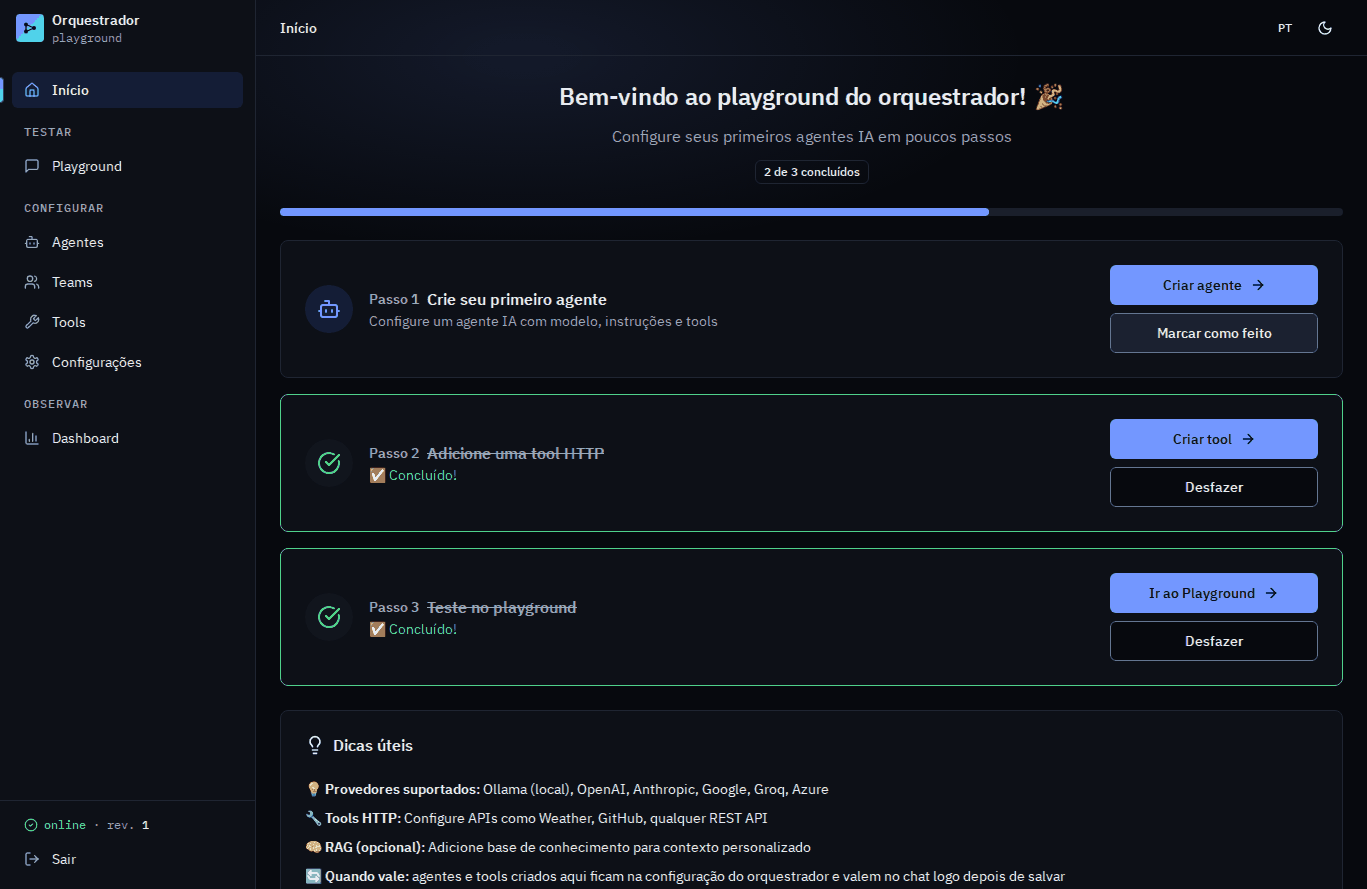 Orquestrador
playground
Início
TESTAR
Playground
CONFIGURAR
Agentes
Teams
Tools
Configurações
OBSERVAR
Dashboard
online · rev. 1
Sair
Início
PT
Bem-vindo ao playground do orquestrador! 🎉
Configure seus primeiros agentes IA em poucos passos
2 de 3 concluídos
Passo 1 Crie seu primeiro agente
Configure um agente IA com modelo, instruções e tools
Criar agente →
Marcar como feito
Passo 2 Adicione uma tool HTTP
☑ Concluído!
Criar tool →
Desfazer
Passo 3 Teste no playground
☑ Concluído!
Ir ao Playground →
Desfazer
Dicas úteis
💡 Provedores suportados: Ollama (local), OpenAI, Anthropic, Google, Groq, Azure
🔧 Tools HTTP: Configure APIs como Weather, GitHub, qualquer REST API
🧠 RAG (opcional): Adicione base de conhecimento para contexto personalizado
🔄 Quando vale: agentes e tools criados aqui ficam na configuração do orquestrador e valem no chat logo depois de salvar